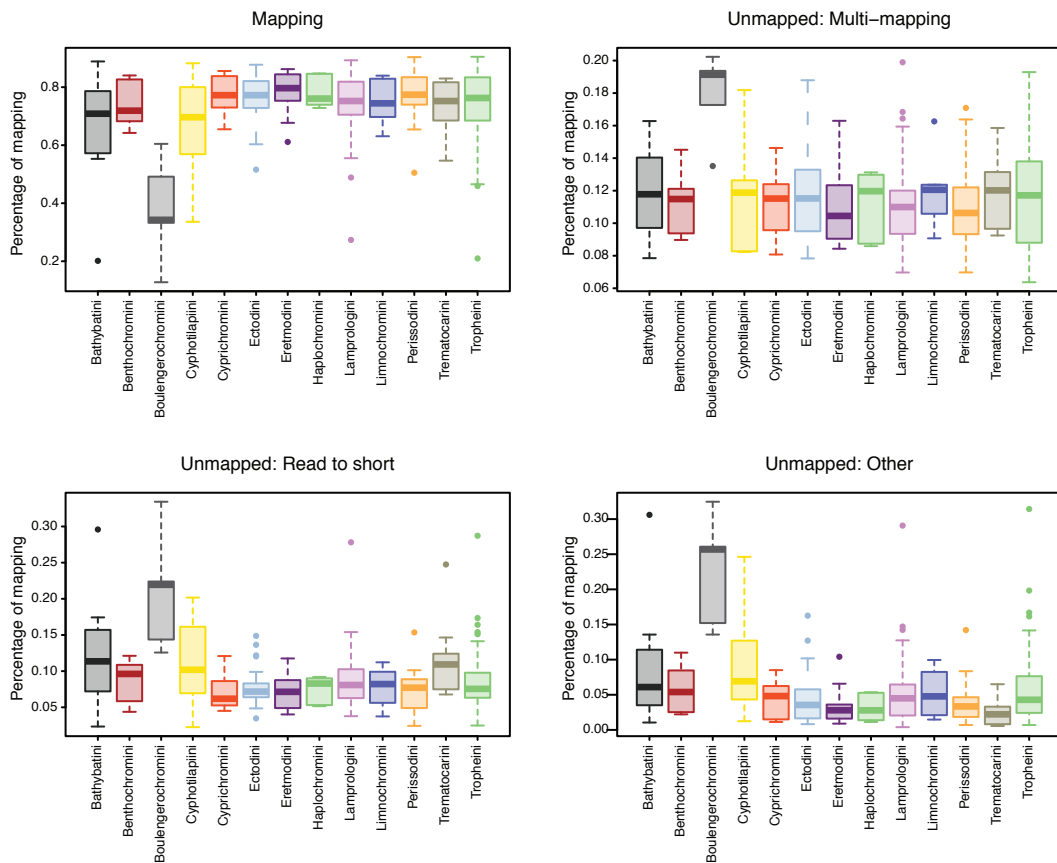 Mapping
Percentage of mapping
0.8
0.6
0.4
0.2
Bathybatini
Benthochromini
Boulengerochromini
Cyphotilapiini
Cyprichromini
Ectodini
Eretmodini
Haplochromini
Lamprologini
Limnochromini
Perissodini
Trematocarini
Tropheini
Unmapped: Multi−mapping
Percentage of mapping
0.20
0.18
0.16
0.14
0.12
0.10
0.08
0.06
Bathybatini
Benthochromini
Boulengerochromini
Cyphotilapiini
Cyprichromini
Ectodini
Eretmodini
Haplochromini
Lamprologini
Limnochromini
Perissodini
Trematocarini
Tropheini
Unmapped: Read to short
Percentage of mapping
0.30
0.25
0.20
0.15
0.10
0.05
Bathybatini
Benthochromini
Boulengerochromini
Cyphotilapiini
Cyprichromini
Ectodini
Eretmodini
Haplochromini
Lamprologini
Limnochromini
Perissodini
Trematocarini
Tropheini
Unmapped: Other
Percentage of mapping
0.30
0.25
0.20
0.15
0.10
0.05
0.00
Bathybatini
Benthochromini
Boulengerochromini
Cyphotilapiini
Cyprichromini
Ectodini
Eretmodini
Haplochromini
Lamprologini
Limnochromini
Perissodini
Trematocarini
Tropheini